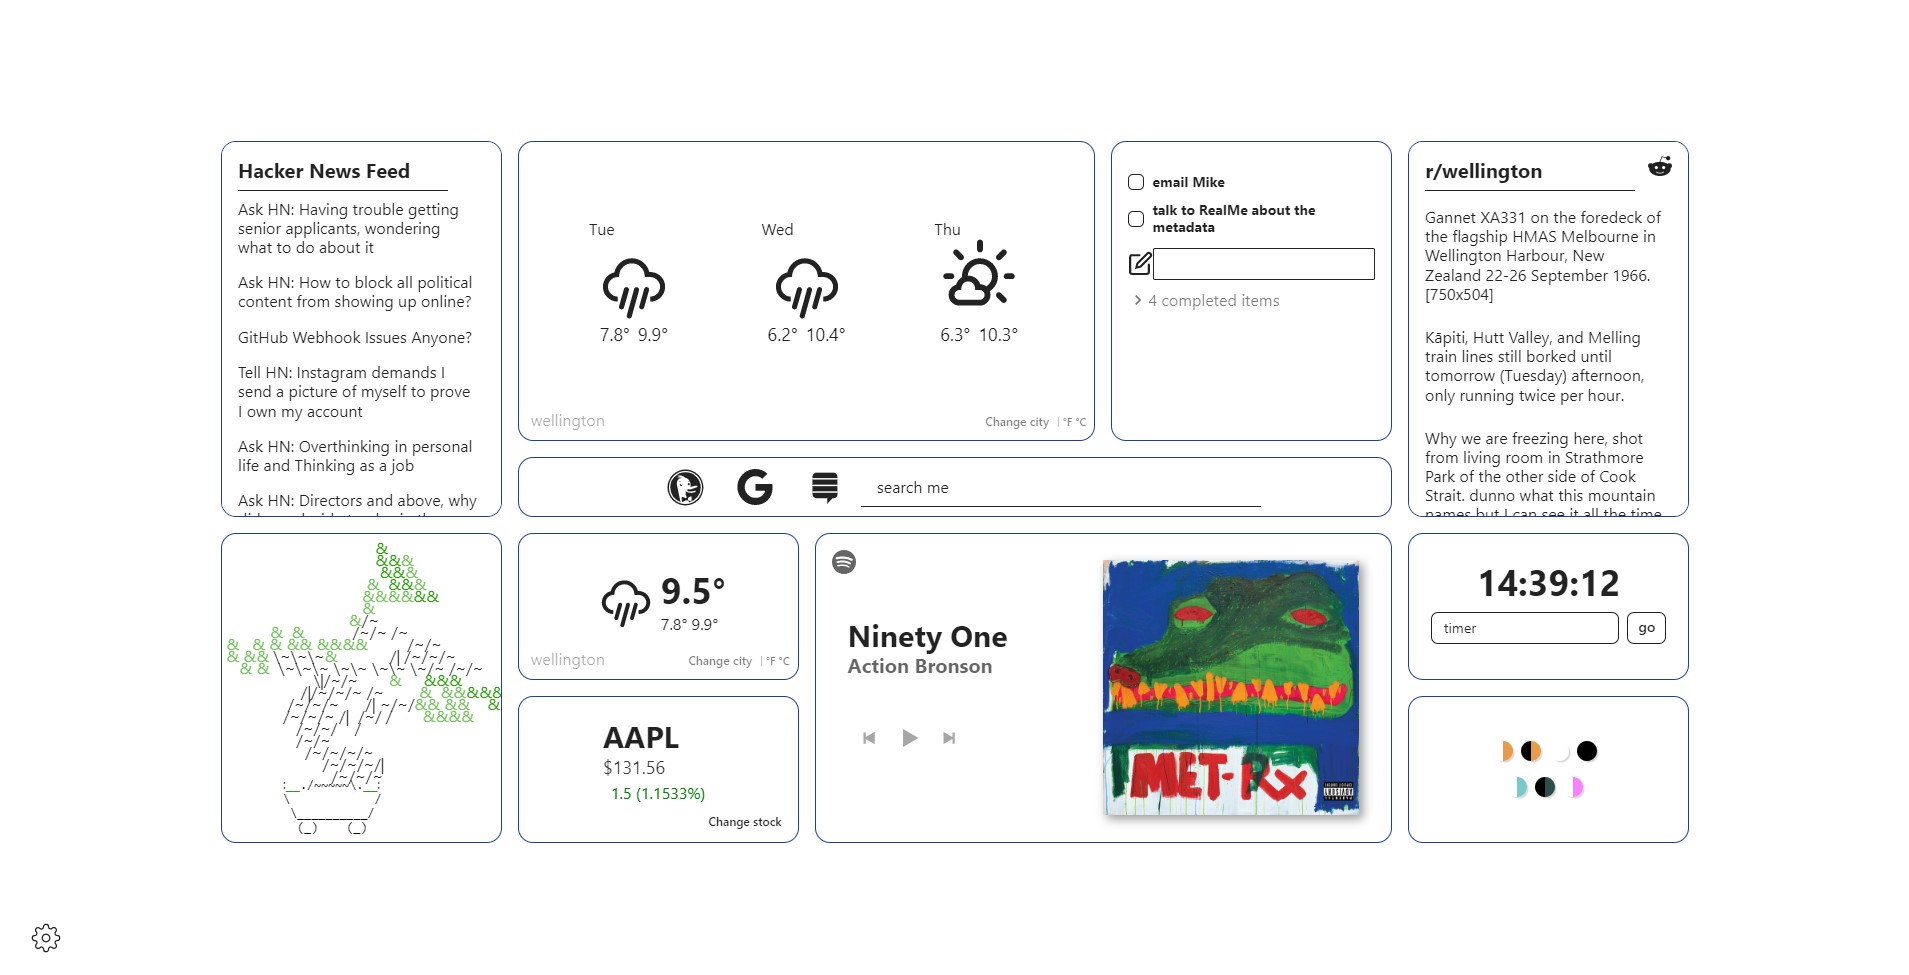 Hacker News Feed
Ask HN: Having trouble getting
senior applicants, wondering
what to do about it
Ask HN: How to block all political
content from showing up online?
GitHub Webhook Issues Anyone?
Tell HN: Instagram demands I
send a picture of myself to prove
I own my account
Ask HN: Overthinking in personal
life and Thinking as a job
Ask HN: Directors and above, why
Tue
7.8° 9.9°
Wed
6.2° 10.4°
Thu
6.3° 10.3°
wellington
Change city | °F °C
email Mike
talk to RealMe about the
metadata
4 completed items
r/wellington
Gannet XA331 on the foredeck of
the flagship HMAS Melbourne in
Wellington Harbour, New
Zealand 22-26 September 1966.
[750x504]
Kāpiti, Hutt Valley, and Melling
train lines still borked until
tomorrow (Tuesday) afternoon,
only running twice per hour.
Why we are freezing here, shot
from living room in Strathmore
Park of the other side of Cook
Strait. dunno what this mountain
names but I can see it all the time
search me
9.5°
7.8° 9.9°
wellington
Change city | °F °C
AAPL
$131.56
1.5 (1.1533%)
Change stock
Ninety One
Action Bronson
MET-Rx
14:39:12
timer
go